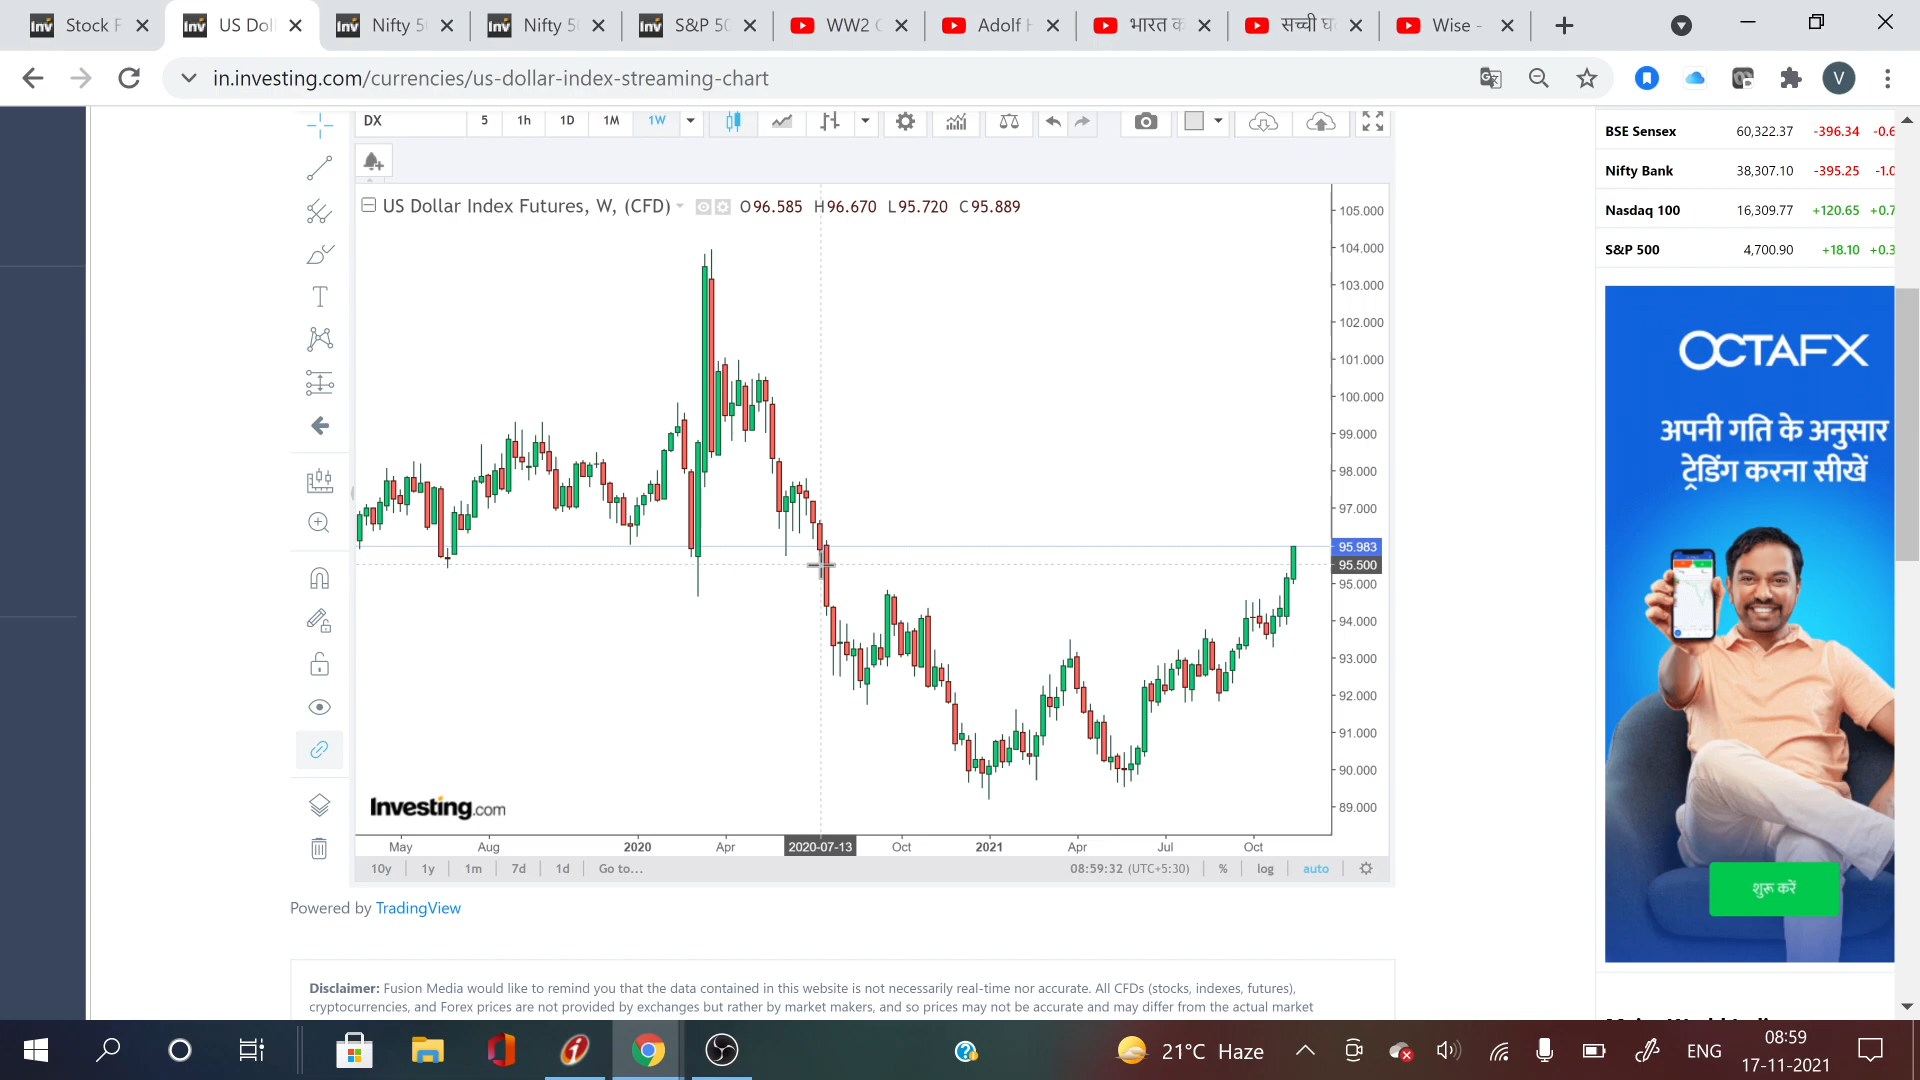 Stock F
US Doll
Nifty 5
Nifty 5
S&P 50
WW2
Adolf
भारत क
सच्ची घ
Wise -
in.investing.com/currencies/us-dollar-index-streaming-chart
V
DX 5 1h 1D 1M 1W
US Dollar Index Futures, W, (CFD) O96.585 H96.670 L95.720 C95.889
105.000
104.000
103.000
102.000
101.000
100.000
99.000
98.000
97.000
95.983
95.500
95.000
94.000
93.000
92.000
91.000
90.000
89.000
Investing.com
May Aug 2020 Apr 2020-07-13 Oct 2021 Apr Jul Oct
10y 1y 1m 7d 1d Go to... 08:59:32 (UTC+5:30) % log auto
Powered by TradingView
Disclaimer: Fusion Media would like to remind you that the data contained in this website is not necessarily real-time nor accurate. All CFDs (stocks, indexes, futures),
cryptocurrencies, and Forex prices are not provided by exchanges but rather by market makers, and so prices may not be accurate and may differ from the actual market
BSE Sensex 60,322.37 -396.34 -0.6
Nifty Bank 38,307.10 -395.25 -1.0
Nasdaq 100 16,309.77 +120.65 +0.7
S&P 500 4,700.90 +18.10 +0.3
OCTAFX
अपनी गति के अनुसार
ट्रेडिंग करना सीखें
शुरू करें
21°C Haze
ENG
08:59
17-11-2021